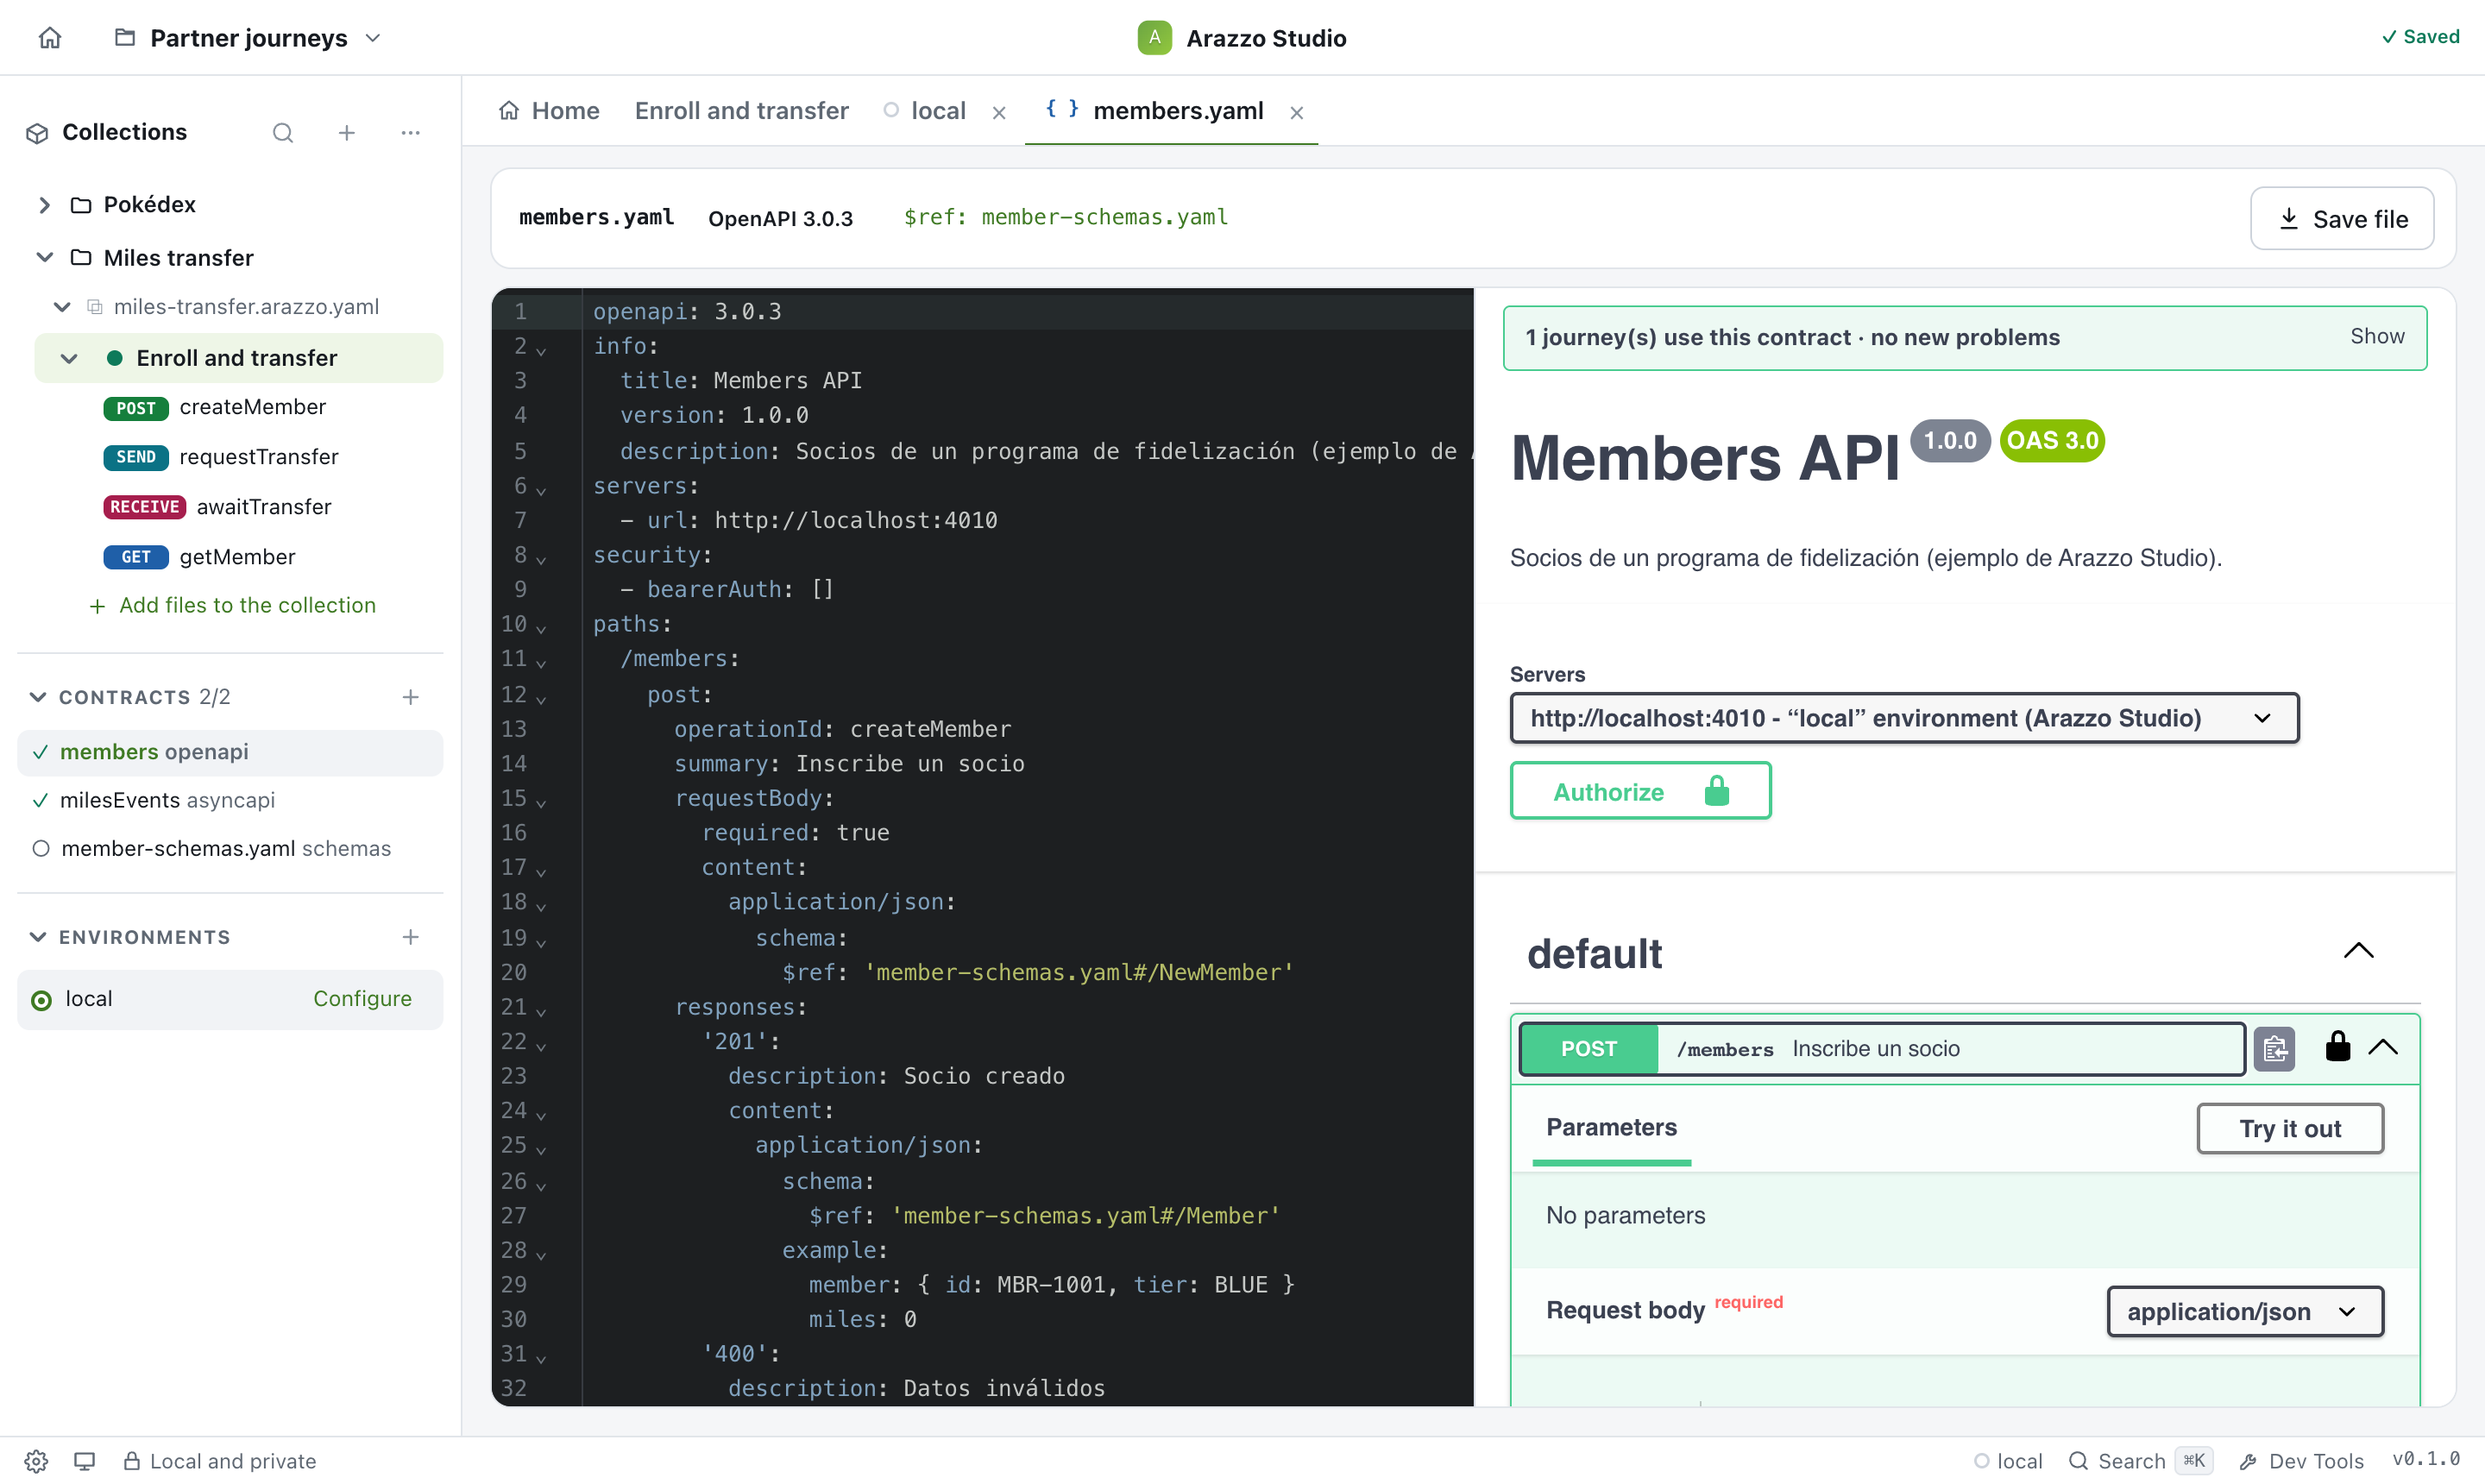 Partner journeys
A Arazzo Studio
Saved
Collections
Pokédex
Miles transfer
miles-transfer.arazzo.yaml
Enroll and transfer
POST createMember
SEND requestTransfer
RECEIVE awaitTransfer
GET getMember
+ Add files to the collection
CONTRACTS 2/2
members openapi
milesEvents asyncapi
member-schemas.yaml schemas
ENVIRONMENTS
local Configure
Home Enroll and transfer local × { } members.yaml ×
members.yaml OpenAPI 3.0.3 $ref: member-schemas.yaml Save file
1 openapi: 3.0.3
2 info:
3 title: Members API
4 version: 1.0.0
5 description: Socios de un programa de fidelización (ejemplo de
6 servers:
7 - url: http://localhost:4010
8 security:
9 - bearerAuth: []
10 paths:
11 /members:
12 post:
13 operationId: createMember
14 summary: Inscribe un socio
15 requestBody:
16 required: true
17 content:
18 application/json:
19 schema:
20 $ref: 'member-schemas.yaml#/NewMember'
21 responses:
22 '201':
23 description: Socio creado
24 content:
25 application/json:
26 schema:
27 $ref: 'member-schemas.yaml#/Member'
28 example:
29 member: { id: MBR-1001, tier: BLUE }
30 miles: 0
31 '400':
32 description: Datos inválidos
1 journey(s) use this contract · no new problems Show
Members API 1.0.0 OAS 3.0
Socios de un programa de fidelización (ejemplo de Arazzo Studio).
Servers
http://localhost:4010 - “local” environment (Arazzo Studio)
Authorize
default
POST /members Inscribe un socio
Parameters Try it out
No parameters
Request body required application/json
Local and private
local Search ⌘K Dev Tools v0.1.0